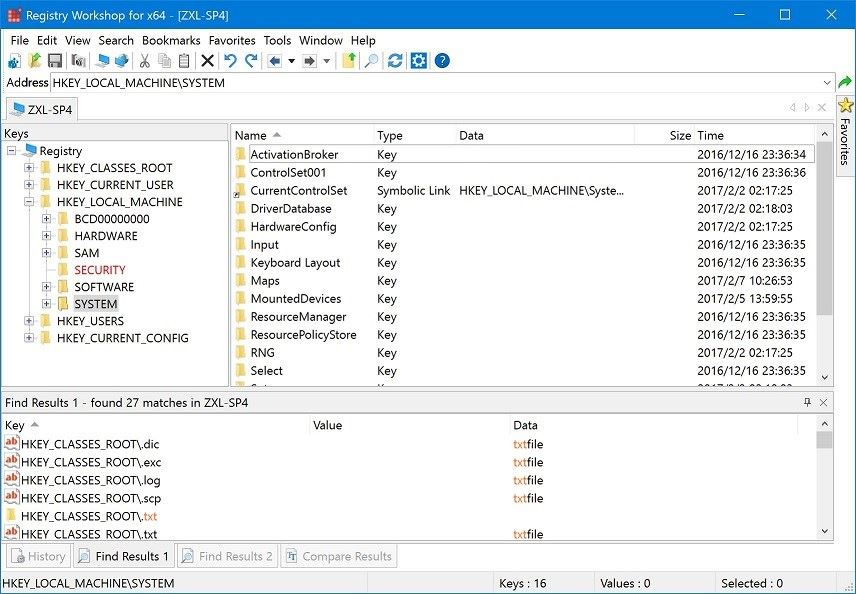 Registry Workshop for x64 - [ZXL-SP4]
File Edit View Search Bookmarks Favorites Tools Window Help
Address HKEY_LOCAL_MACHINE\SYSTEM
ZXL-SP4
Favorites
Keys
Registry
HKEY_CLASSES_ROOT
HKEY_CURRENT_USER
HKEY_LOCAL_MACHINE
BCD00000000
HARDWARE
SAM
SECURITY
SOFTWARE
SYSTEM
HKEY_USERS
HKEY_CURRENT_CONFIG
Name Type Data Size Time
ActivationBroker Key 2016/12/16 23:36:34
ControlSet001 Key 2016/12/16 23:36:36
CurrentControlSet Symbolic Link HKEY_LOCAL_MACHINE\Syste... 2017/2/2 02:17:25
DriverDatabase Key 2017/2/2 02:18:03
HardwareConfig Key 2017/2/2 02:17:25
Input Key 2016/12/16 23:36:35
Keyboard Layout Key 2016/12/16 23:36:35
Maps Key 2017/2/7 10:26:53
MountedDevices Key 2017/2/5 13:59:55
ResourceManager Key 2016/12/16 23:36:35
ResourcePolicyStore Key 2016/12/16 23:36:35
RNG Key 2017/2/2 02:17:25
Select Key 2016/12/16 23:36:35
Find Results 1 - found 27 matches in ZXL-SP4
Key Value Data
HKEY_CLASSES_ROOT\.dic txtfile
HKEY_CLASSES_ROOT\.exc txtfile
HKEY_CLASSES_ROOT\.log txtfile
HKEY_CLASSES_ROOT\.scp txtfile
HKEY_CLASSES_ROOT\.txt
HKEY_CLASSES_ROOT\.txt txtfile
History Find Results 1 Find Results 2 Compare Results
HKEY_LOCAL_MACHINE\SYSTEM Keys : 16 Values : 0 Selected : 0